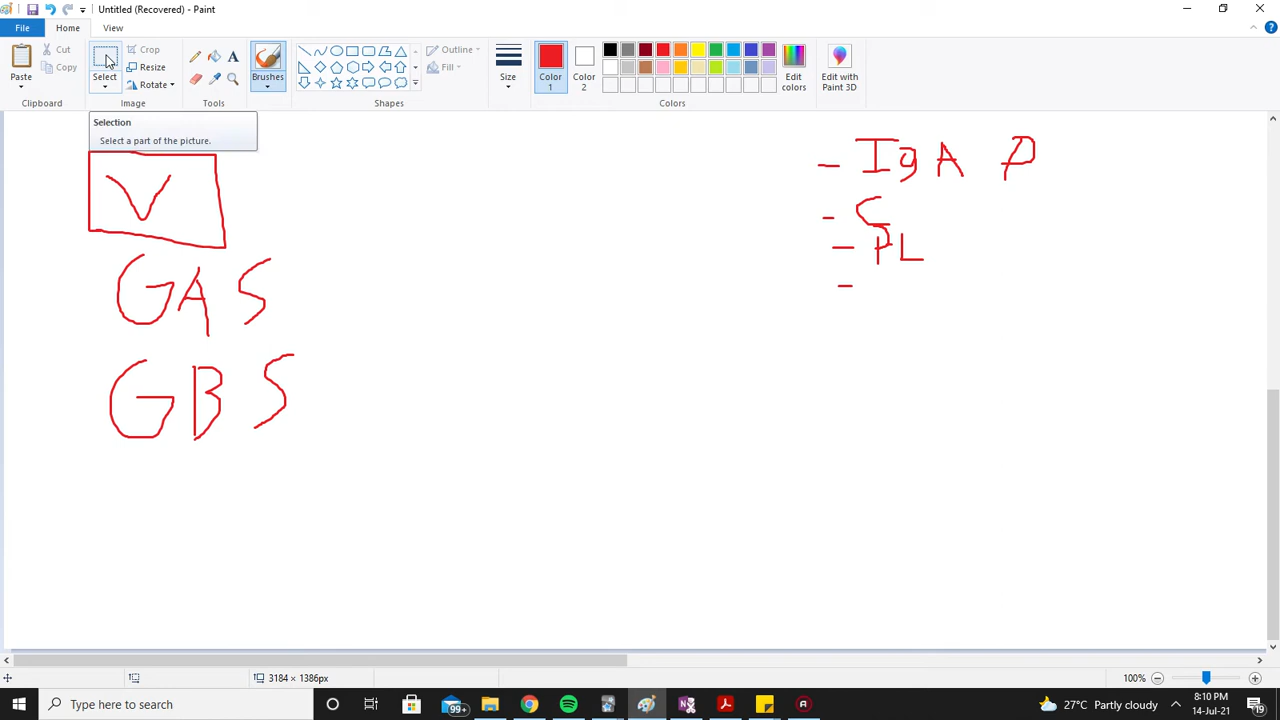 Untitled (Recovered) - Paint
File Home View
Paste
Cut
Copy
Clipboard
Select
Crop
Resize
Rotate
Image
Tools
Brushes
Shapes
Outline
Fill
Size
Color 1
Color 2
Colors
Edit colors
Edit with Paint 3D
Selection
Select a part of the picture.
V
GAS
GBS
- IgA P
- C
- PL
-
3184 × 1386px
100%
Type here to search
99+
27°C Partly cloudy
8:10 PM
14-Jul-21
19